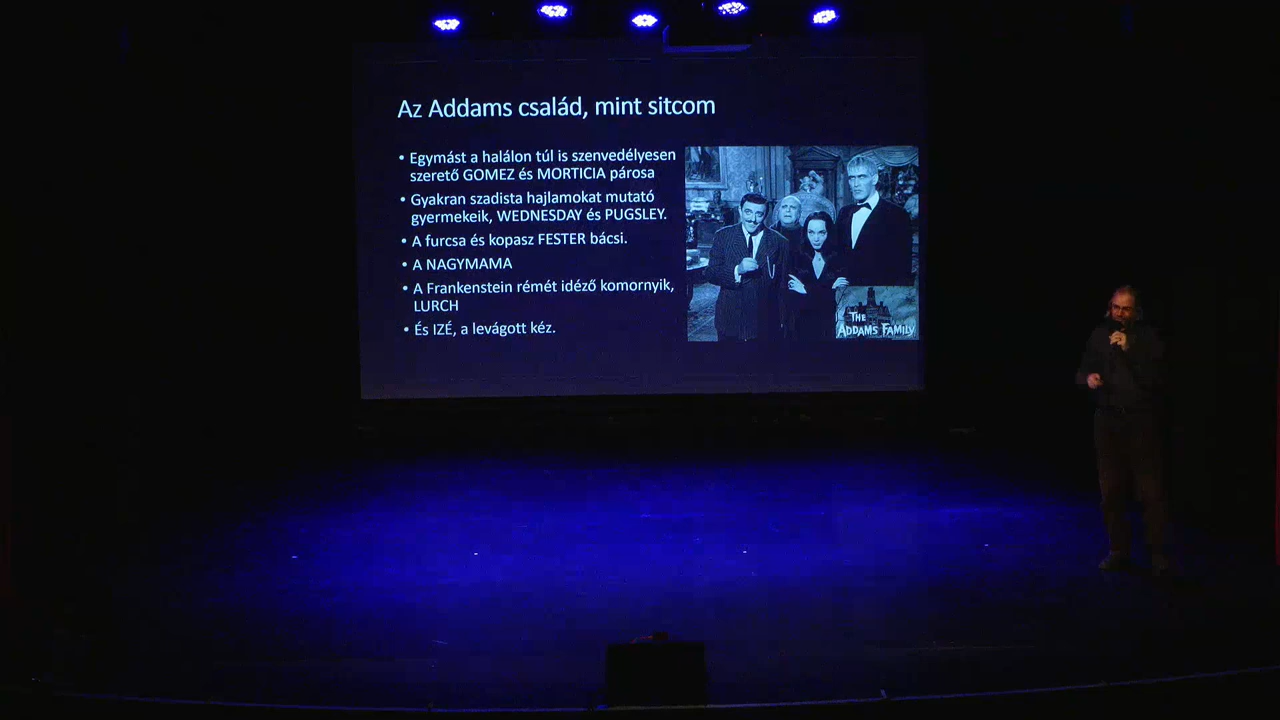 Az Addams család, mint sitcom
• Egymást a halálon túl is szenvedélyesen
szerető GOMEZ és MORTICIA párosa
• Gyakran szadista hajlamokat mutató
gyermekeik, WEDNESDAY és PUGSLEY.
• A furcsa és kopasz FESTER bácsi.
• A NAGYMAMA
• A Frankenstein rémét idéző komornyik,
LURCH
• És IZÉ, a levágott kéz.
THE
ADDAMS FAMILY